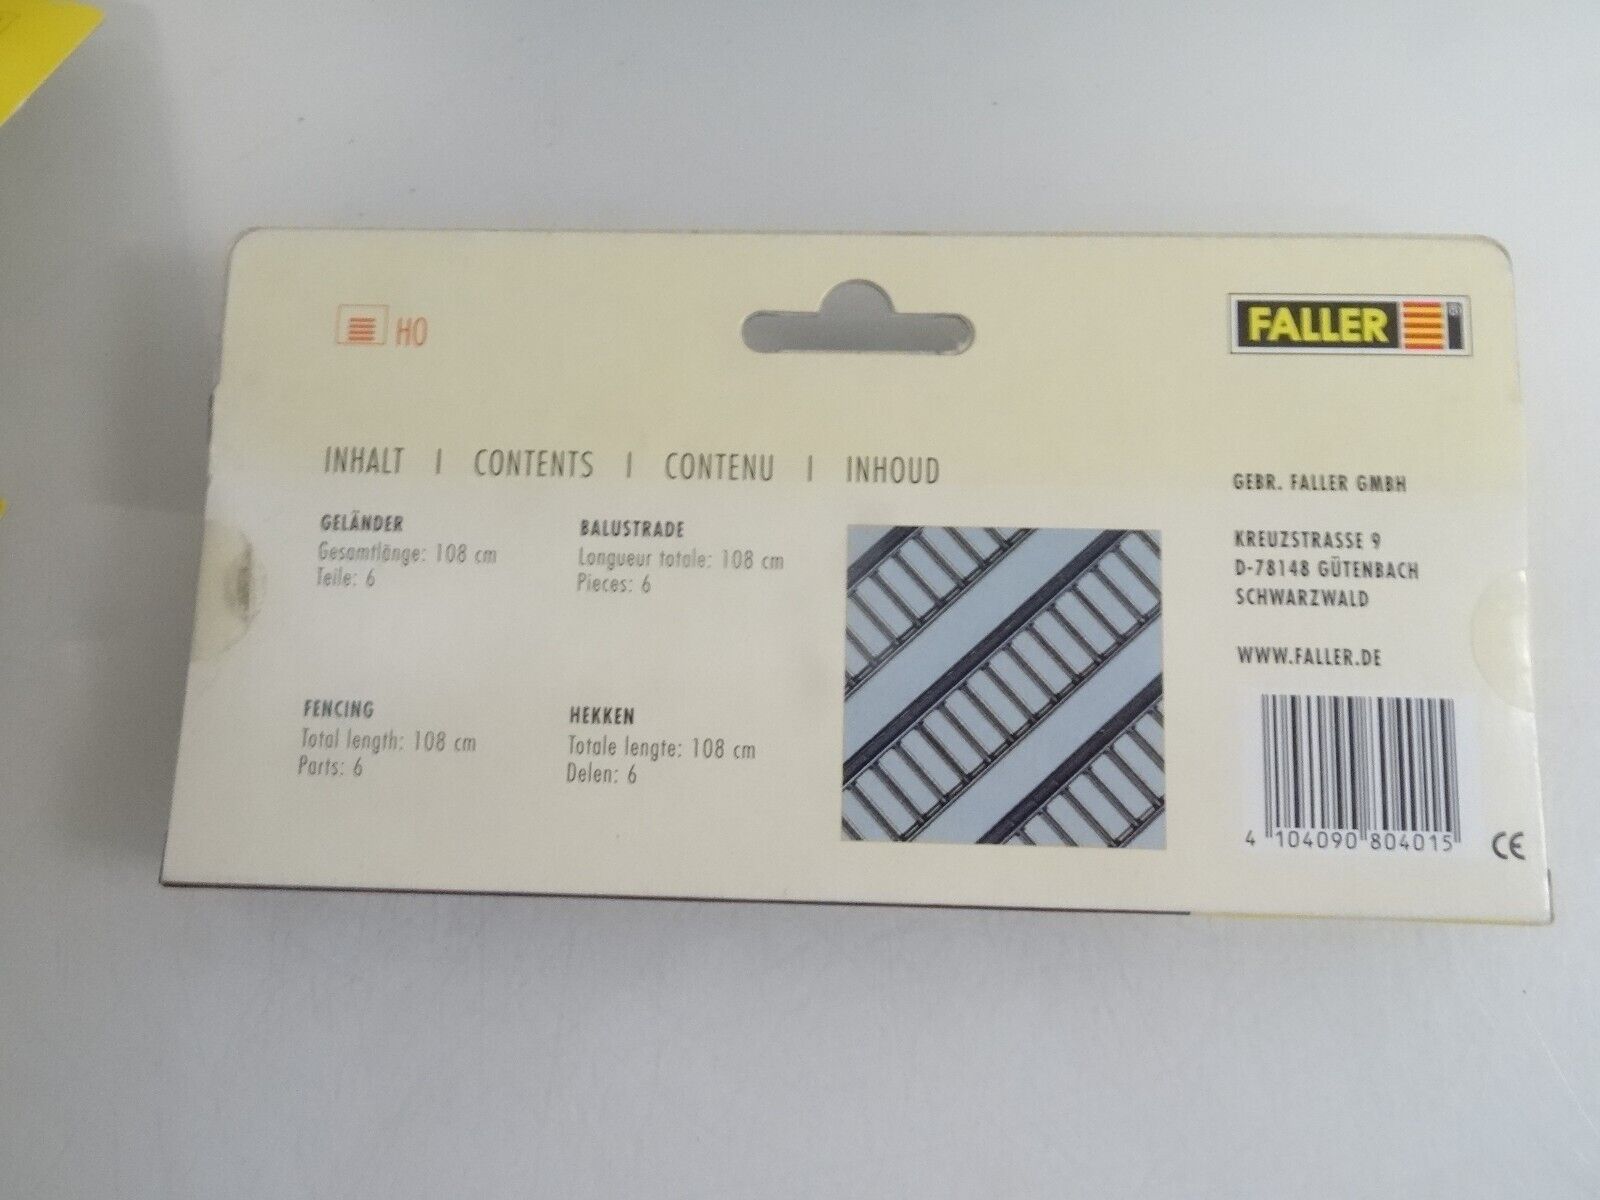 HO
FALLER
INHALT | CONTENTS | CONTENU | INHOUD
GELÄNDER
Gesamtlänge: 108 cm
Teile: 6
BALUSTRADE
Longueur totale: 108 cm
Pieces: 6
FENCING
Total length: 108 cm
Parts: 6
HEKKEN
Totale lengte: 108 cm
Delen: 6
GEBR. FALLER GMBH
KREUZSTRASSE 9
D-78148 GÜTENBACH
SCHWARZWALD
WWW.FALLER.DE
4 104090 804015
CE